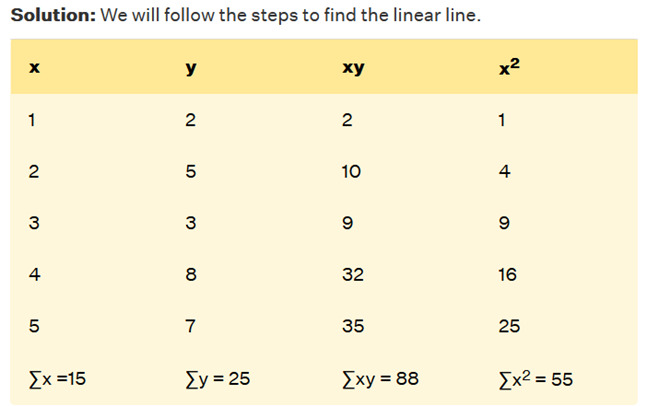 Solution: We will follow the steps to find the linear line.
x y xy x²
1 2 2 1
2 5 10 4
3 3 9 9
4 8 32 16
5 7 35 25
∑x =15 ∑y = 25 ∑xy = 88 ∑x² = 55